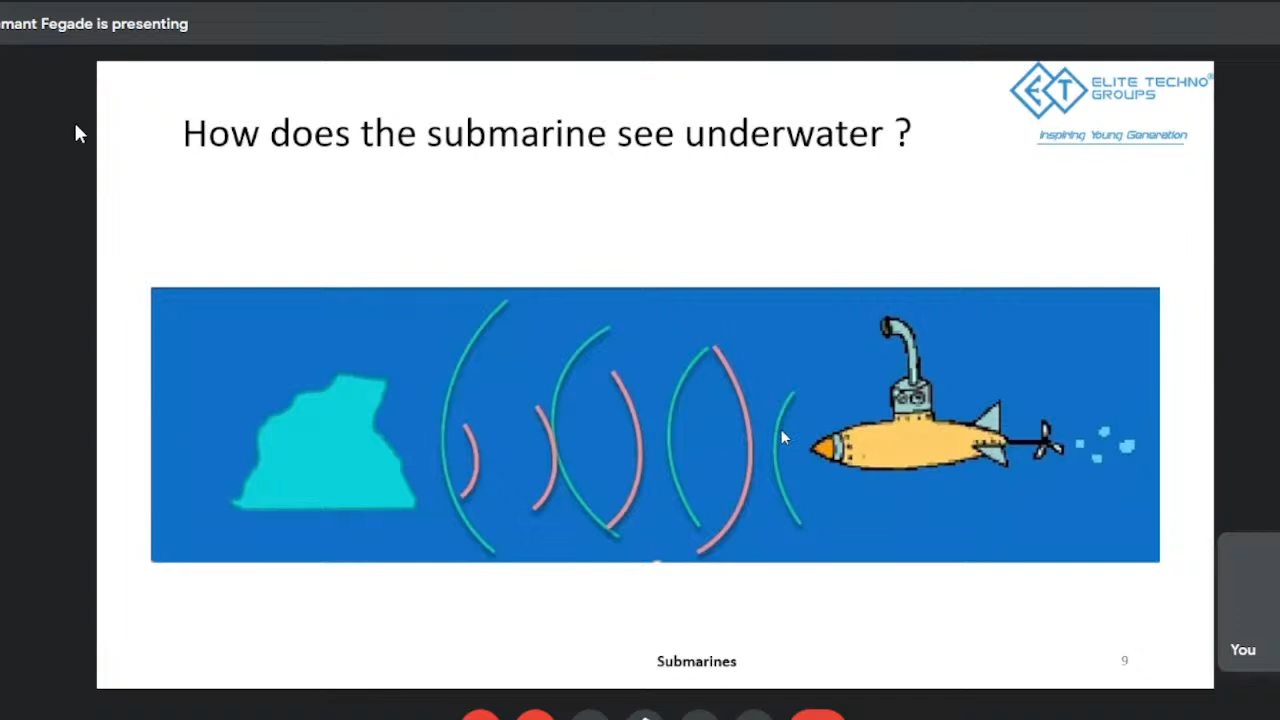 mant Fegade is presenting
ELITE TECHNO®
GROUPS
ET
Inspiring Young Generation
How does the submarine see underwater ?
Submarines
9
You